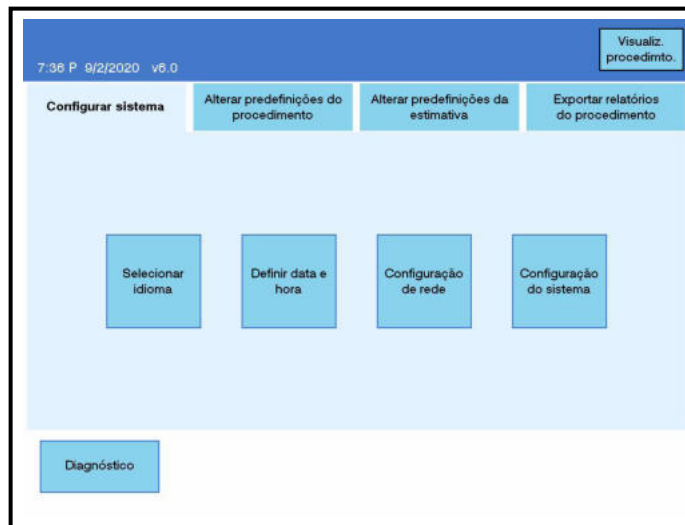 Visualiz.
procedimto.
7:36 P 9/2/2020 v6.0
Configurar sistema
Alterar predefinições do
procedimento
Alterar predefinições da
estimativa
Exportar relatórios
do procedimento
Selecionar
idioma
Definir data e
hora
Configuração
de rede
Configuração
do sistema
Diagnóstico